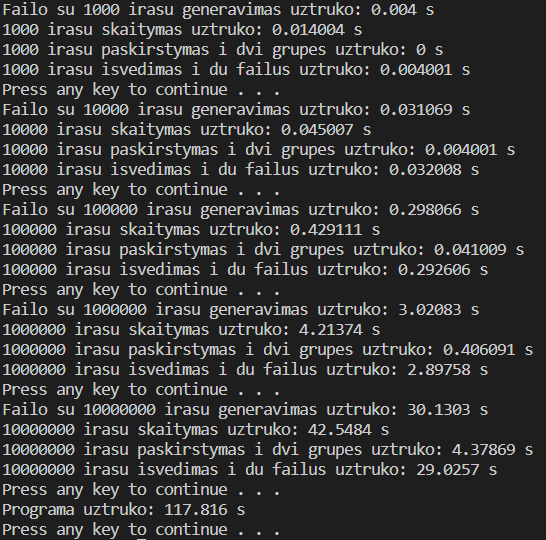 Failo su 1000 irasu generavimas uztruko: 0.004 s
1000 irasu skaitymas uztruko: 0.014004 s
1000 irasu paskirstymas i dvi grupes uztruko: 0 s
1000 irasu isvedimas i du failus uztruko: 0.004001 s
Press any key to continue . . .
Failo su 10000 irasu generavimas uztruko: 0.031069 s
10000 irasu skaitymas uztruko: 0.045007 s
10000 irasu paskirstymas i dvi grupes uztruko: 0.004001 s
10000 irasu isvedimas i du failus uztruko: 0.032008 s
Press any key to continue . . .
Failo su 100000 irasu generavimas uztruko: 0.298066 s
100000 irasu skaitymas uztruko: 0.429111 s
100000 irasu paskirstymas i dvi grupes uztruko: 0.041009 s
100000 irasu isvedimas i du failus uztruko: 0.292606 s
Press any key to continue . . .
Failo su 1000000 irasu generavimas uztruko: 3.02083 s
1000000 irasu skaitymas uztruko: 4.21374 s
1000000 irasu paskirstymas i dvi grupes uztruko: 0.406091 s
1000000 irasu isvedimas i du failus uztruko: 2.89758 s
Press any key to continue . . .
Failo su 10000000 irasu generavimas uztruko: 30.1303 s
10000000 irasu skaitymas uztruko: 42.5484 s
10000000 irasu paskirstymas i dvi grupes uztruko: 4.37869 s
10000000 irasu isvedimas i du failus uztruko: 29.0257 s
Press any key to continue . . .
Programa uztruko: 117.816 s
Press any key to continue . . .